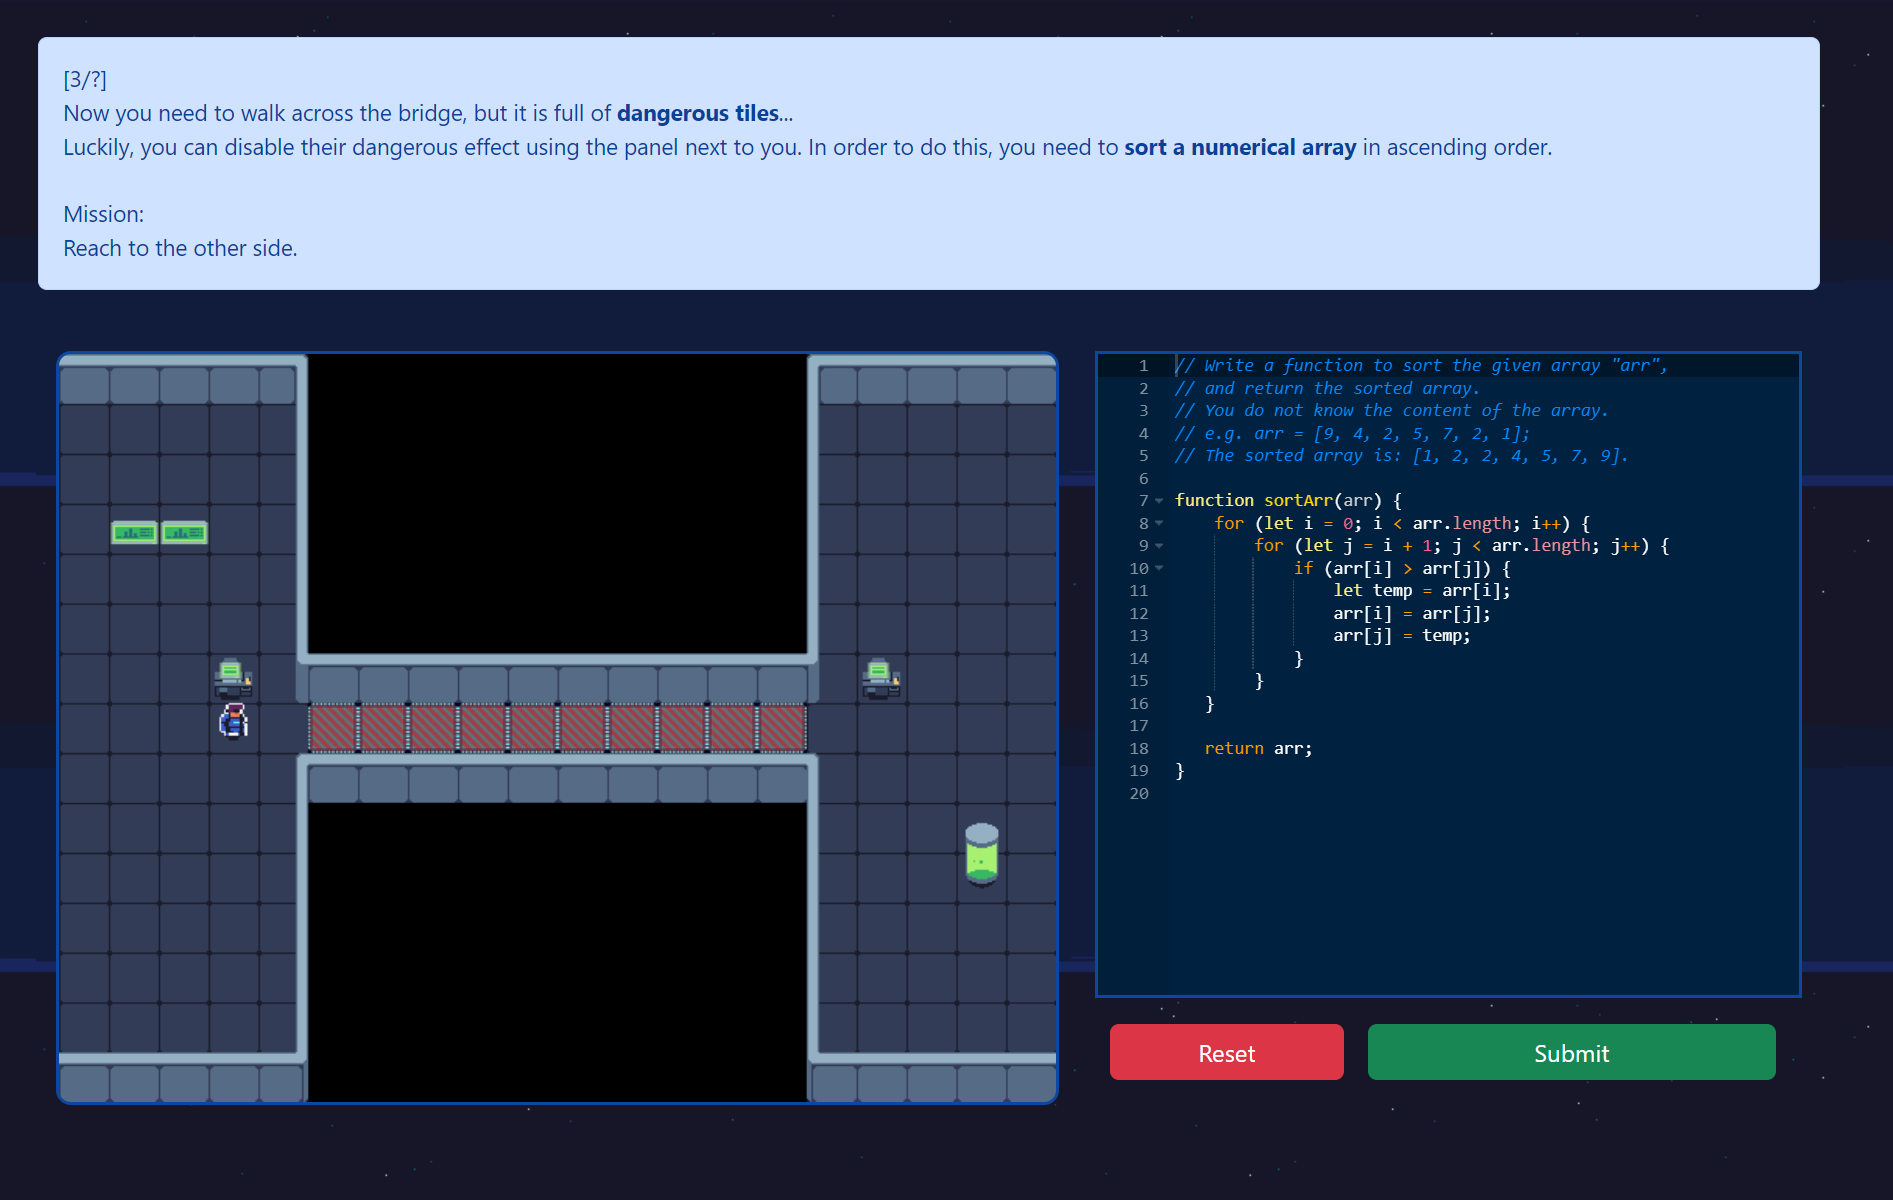 [3/?]
Now you need to walk across the bridge, but it is full of dangerous tiles...
Luckily, you can disable their dangerous effect using the panel next to you. In order to do this, you need to sort a numerical array in ascending order.
Mission:
Reach to the other side.
1 // Write a function to sort the given array "arr",
2 // and return the sorted array.
3 // You do not know the content of the array.
4 // e.g. arr = [9, 4, 2, 5, 7, 2, 1];
5 // The sorted array is: [1, 2, 2, 4, 5, 7, 9].
6
7 function sortArr(arr) {
8     for (let i = 0; i < arr.length; i++) {
9         for (let j = i + 1; j < arr.length; j++) {
10             if (arr[i] > arr[j]) {
11                 let temp = arr[i];
12                 arr[i] = arr[j];
13                 arr[j] = temp;
14             }
15         }
16    }
17
18    return arr;
19 }
20
Reset
Submit